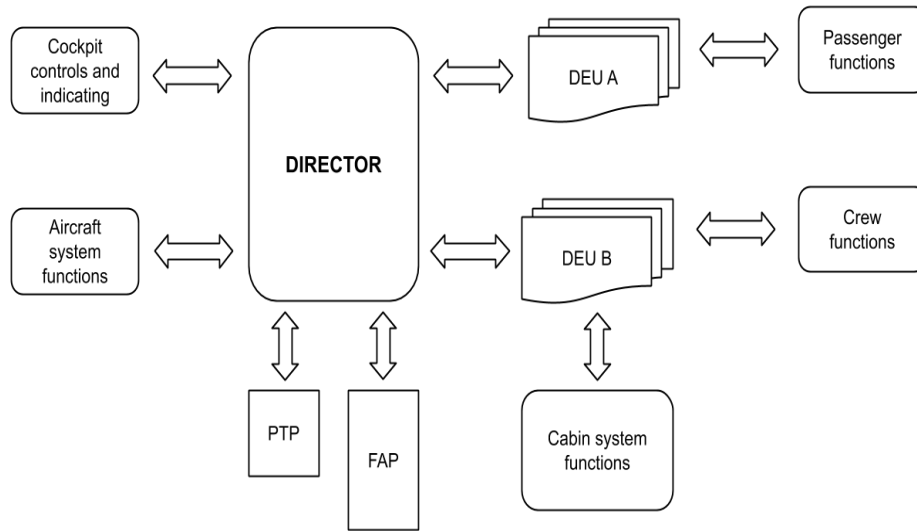 Cockpit
controls and
indicating
DIRECTOR
DEU A
Passenger
functions
Aircraft
system
functions
DEU B
Crew
functions
PTP
FAP
Cabin system
functions